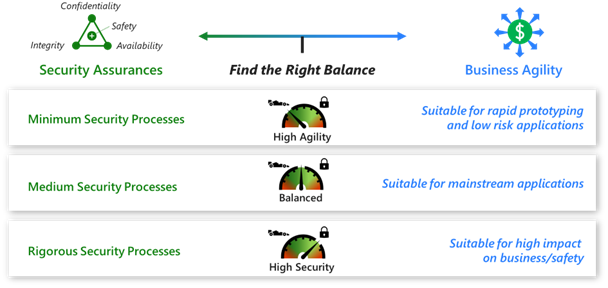 Confidentiality
Safety
Integrity
Availability
$
Security Assurances
Find the Right Balance
Business Agility
Minimum Security Processes
High Agility
Suitable for rapid prototyping
and low risk applications
Medium Security Processes
Balanced
Suitable for mainstream applications
Rigorous Security Processes
High Security
Suitable for high impact
on business/safety